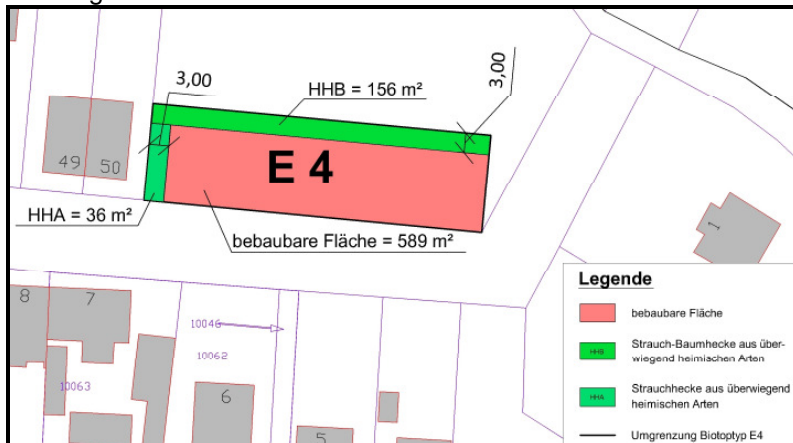 3,00
3,00
HHB = 156 m²
E 4
49
50
HHA = 36 m²
bebaubare Fläche = 589 m²
1
8
7
10046
10062
10063
6
5
Legende
bebaubare Fläche
HHB
Strauch-Baumhecke aus über-
wiegend heimischen Arten
HHA
Strauchhecke aus überwiegend
heimischen Arten
Umgrenzung Biotoptyp E4